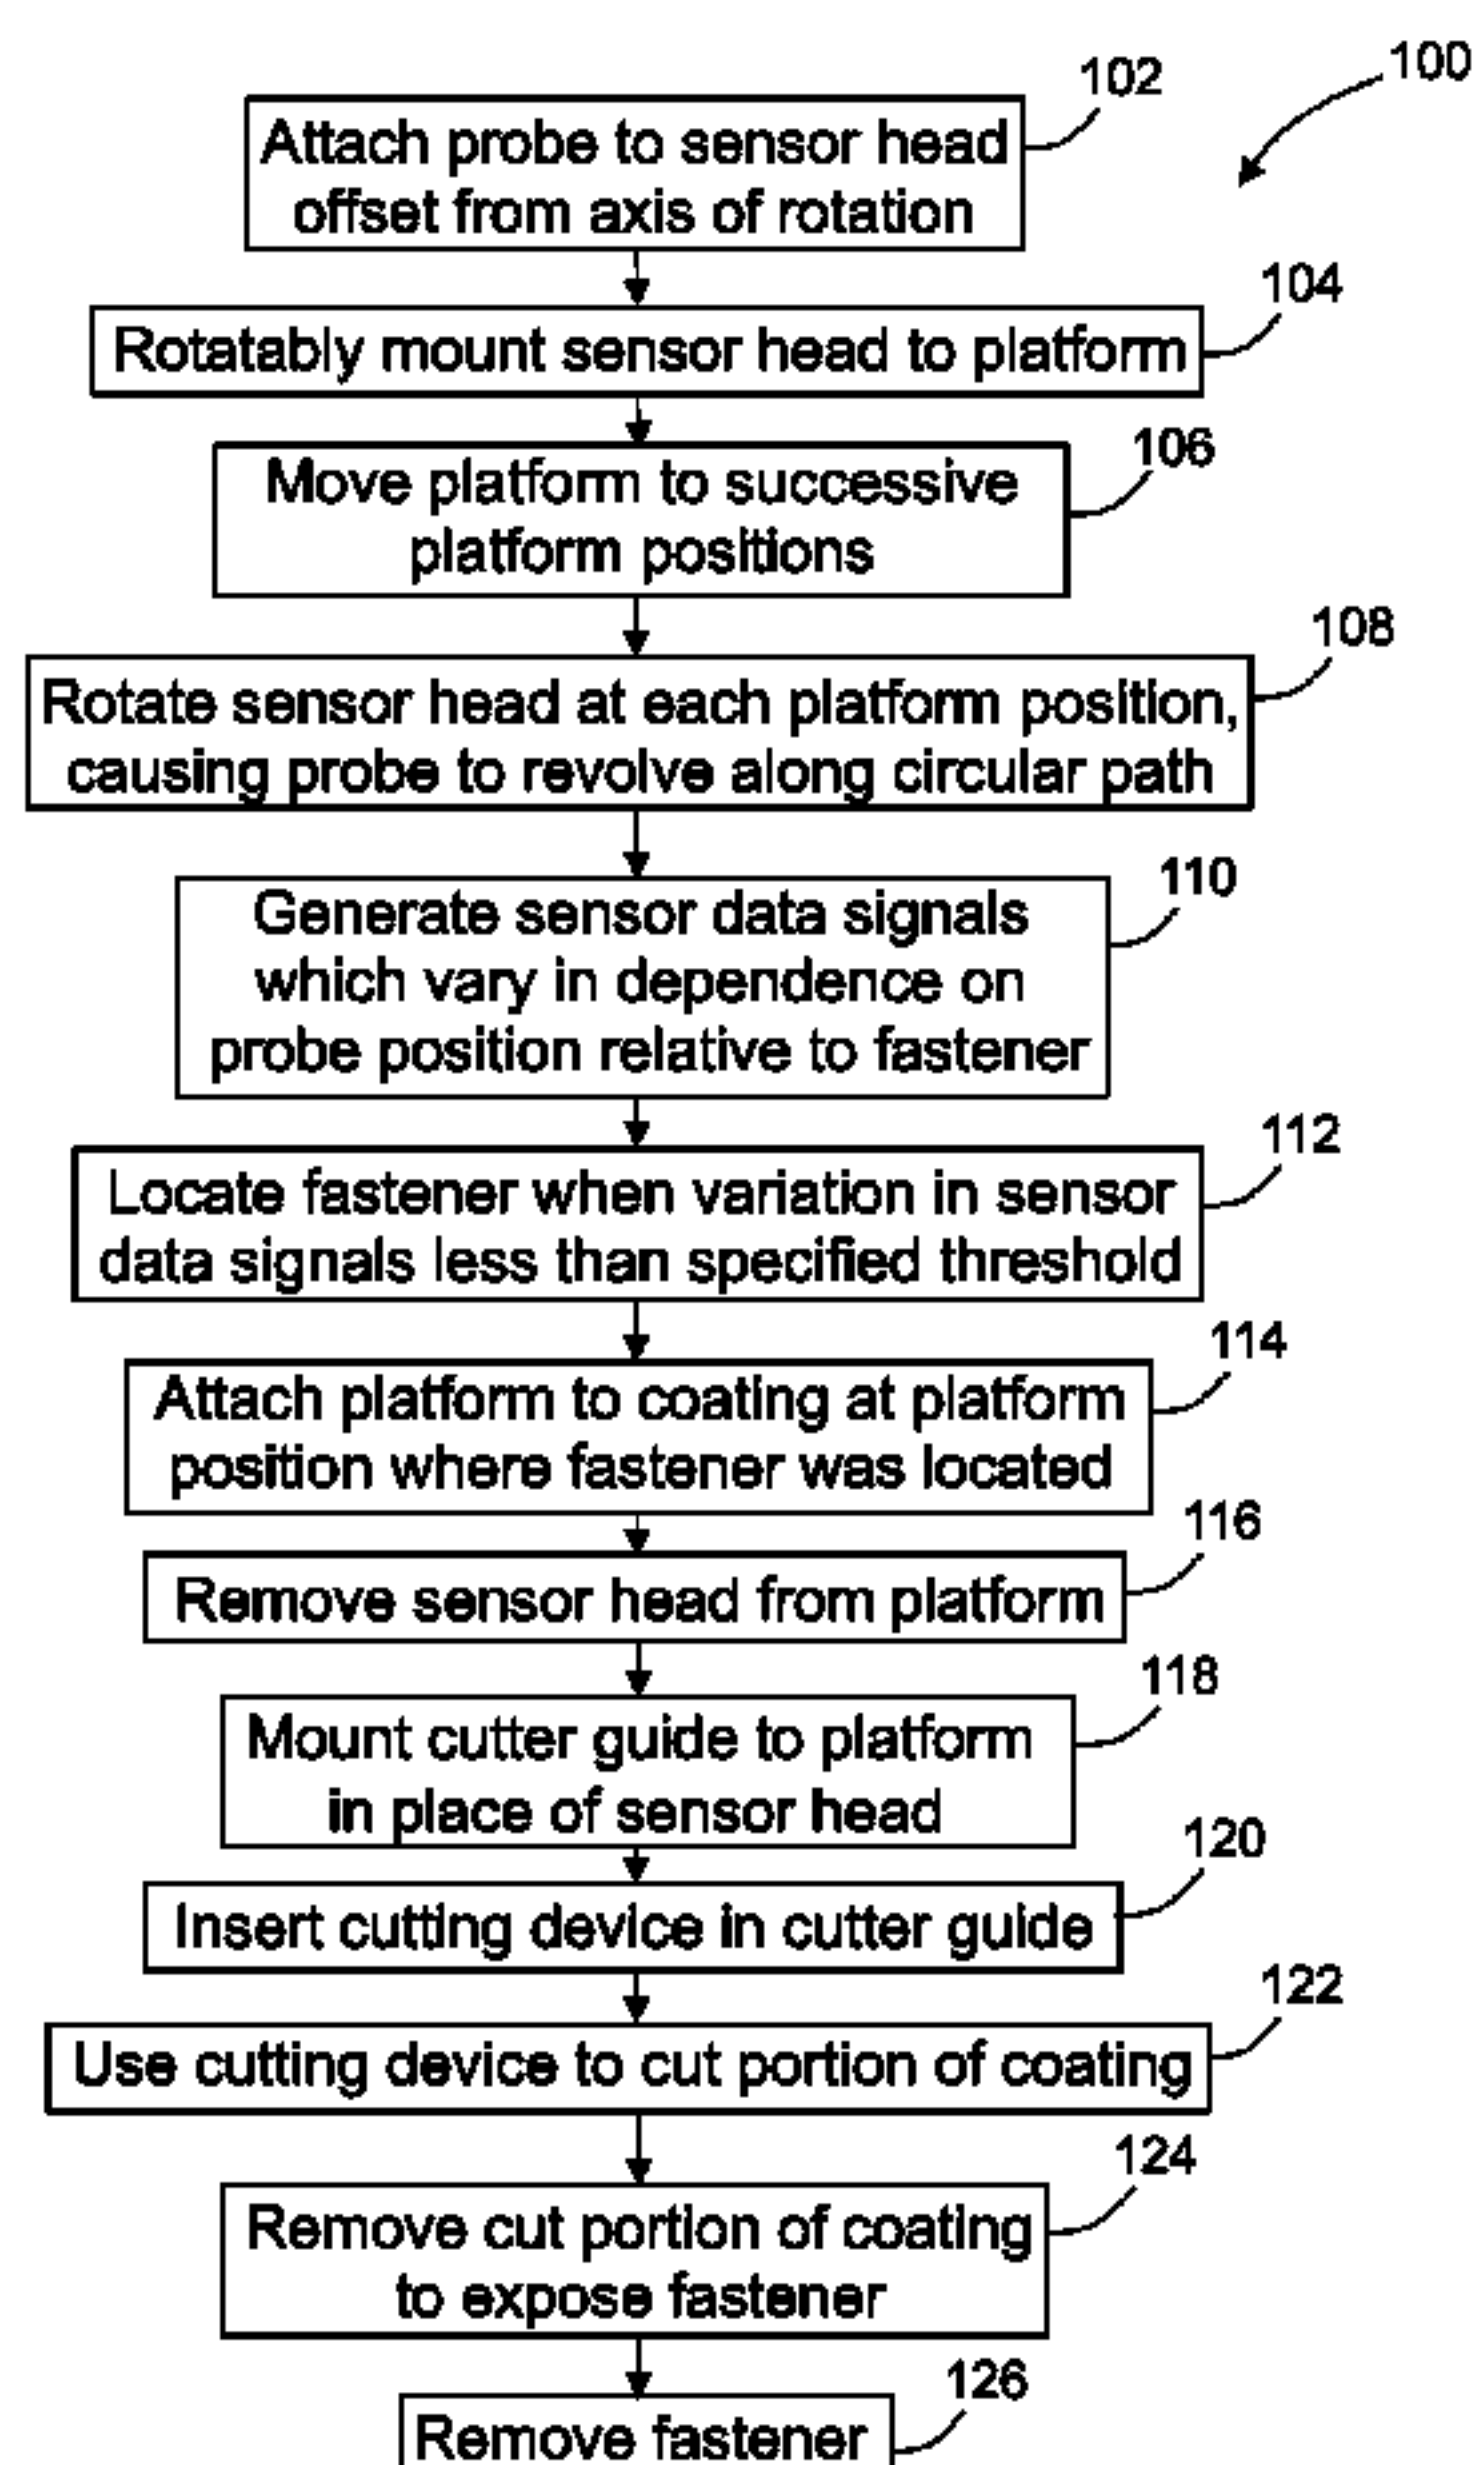 100
102
Attach probe to sensor head
offset from axis of rotation
104
Rotatably mount sensor head to platform
106
Move platform to successive
platform positions
108
Rotate sensor head at each platform position,
causing probe to revolve along circular path
110
Generate sensor data signals
which vary in dependence on
probe position relative to fastener
112
Locate fastener when variation in sensor
data signals less than specified threshold
114
Attach platform to coating at platform
position where fastener was located
116
Remove sensor head from platform
118
Mount cutter guide to platform
in place of sensor head
120
Insert cutting device in cutter guide
122
Use cutting device to cut portion of coating
124
Remove cut portion of coating
to expose fastener
126
Remove fastener